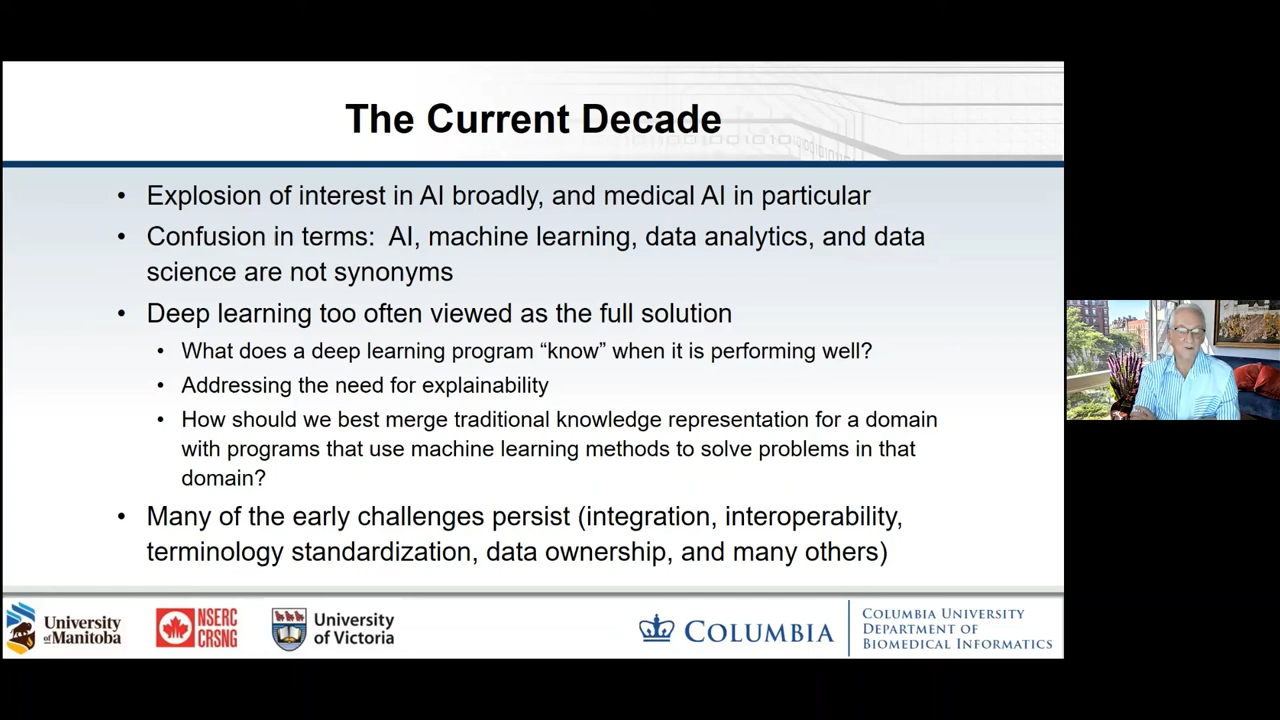 The Current Decade
• Explosion of interest in AI broadly, and medical AI in particular
• Confusion in terms: AI, machine learning, data analytics, and data
science are not synonyms
• Deep learning too often viewed as the full solution
• What does a deep learning program “know” when it is performing well?
• Addressing the need for explainability
• How should we best merge traditional knowledge representation for a domain
with programs that use machine learning methods to solve problems in that
domain?
• Many of the early challenges persist (integration, interoperability,
terminology standardization, data ownership, and many others)
University
of Manitoba
NSERC
CRSNG
University
of Victoria
COLUMBIA
COLUMBIA UNIVERSITY
DEPARTMENT OF
BIOMEDICAL INFORMATICS